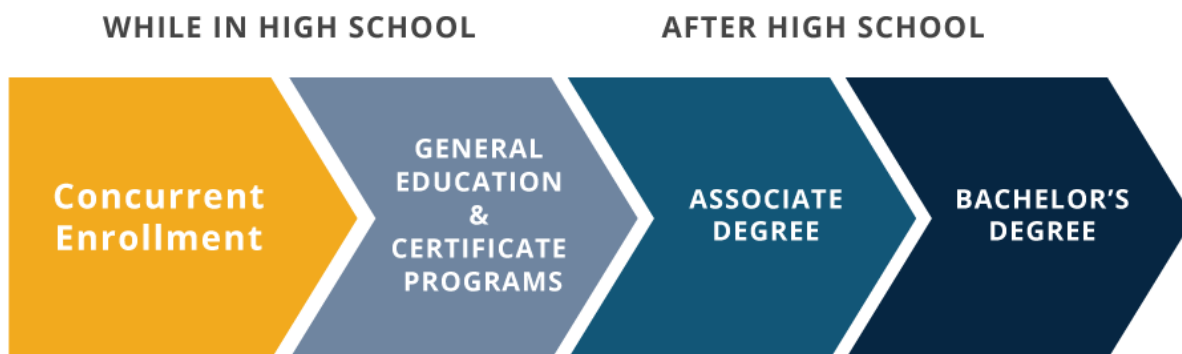 WHILE IN HIGH SCHOOL
AFTER HIGH SCHOOL
Concurrent
Enrollment
GENERAL
EDUCATION
&
CERTIFICATE
PROGRAMS
ASSOCIATE
DEGREE
BACHELOR'S
DEGREE